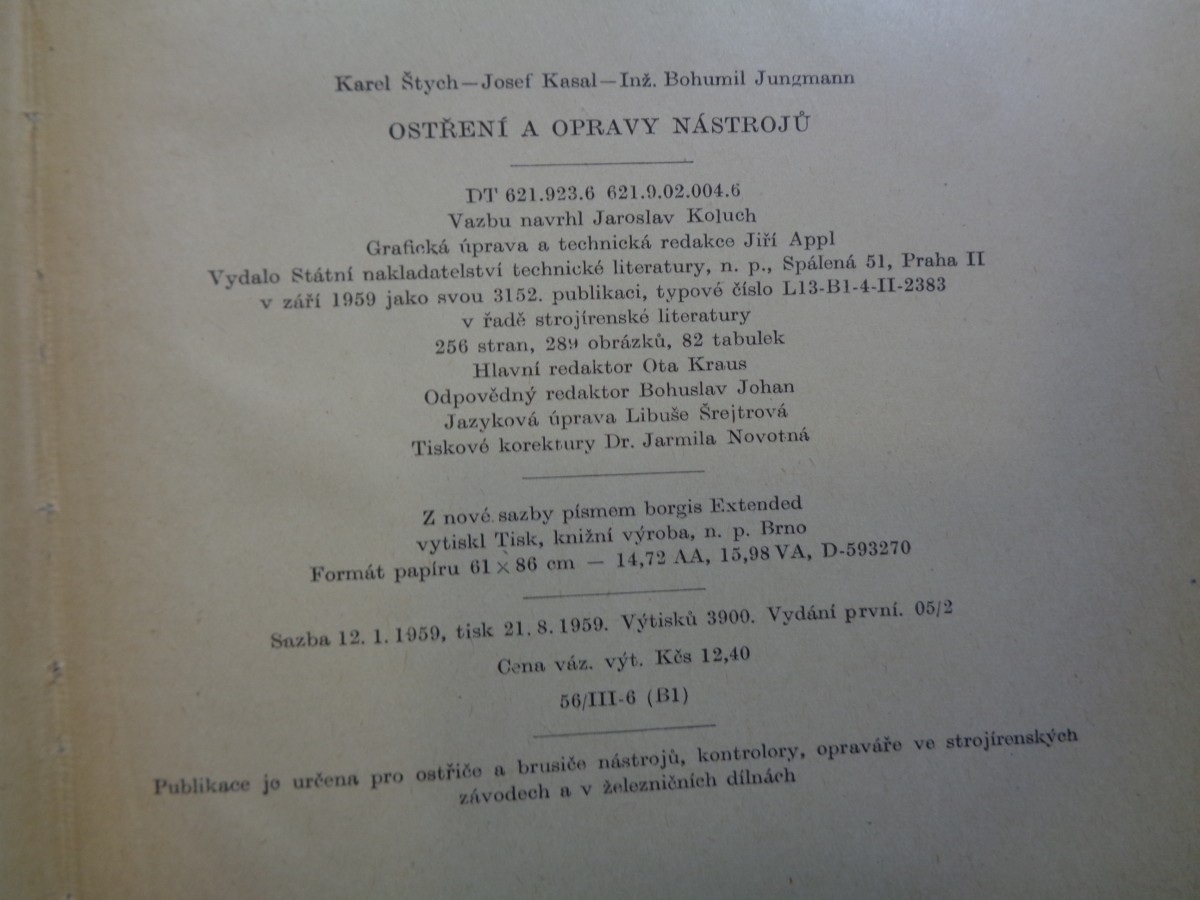 Karel Štych—Josef Kasal—Inž. Bohumil Jungmann
OSTŘENÍ A OPRAVY NÁSTROJŮ
DT 621.923.6 621.9.02.004.6
Vazbu navrhl Jaroslav Koluch
Grafická úprava a technická redakce Jiří Appl
Vydalo Státní nakladatelství technické literatury, n. p., Spálená 51, Praha II
v září 1959 jako svou 3152. publikaci, typové číslo L13-B1-4-II-2383
v řadě strojírenské literatury
256 stran, 289 obrázků, 82 tabulek
Hlavní redaktor Ota Kraus
Odpovědný redaktor Bohuslav Johan
Jazyková úprava Libuše Šrejtrová
Tiskové korektury Dr. Jarmila Novotná
Z nové sazby písmem borgis Extended
vytiskl Tisk, knižní výroba, n. p. Brno
Formát papíru 61 × 86 cm — 14,72 AA, 15,98 VA, D-593270
Sazba 12. 1. 1959, tisk 21. 8. 1959. Výtisků 3900. Vydání první. 05/2
Cena váz. výt. Kčs 12,40
56/III-6 (B1)
Publikace je určena pro ostřiče a brusiče nástrojů, kontrolory, opraváře ve strojírenských
závodech a v železničních dílnách